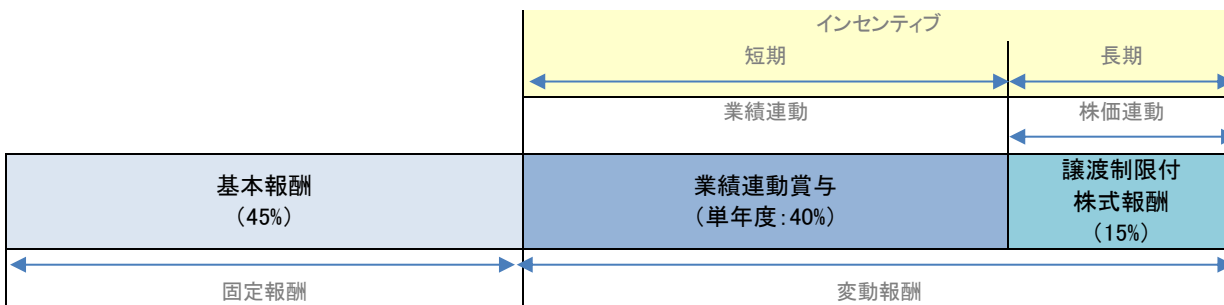 インセンティブ
短期
長期
業績連動
株価連動
基本報酬
(45%)
業績連動賞与
(単年度:40%)
譲渡制限付
株式報酬
(15%)
固定報酬
変動報酬